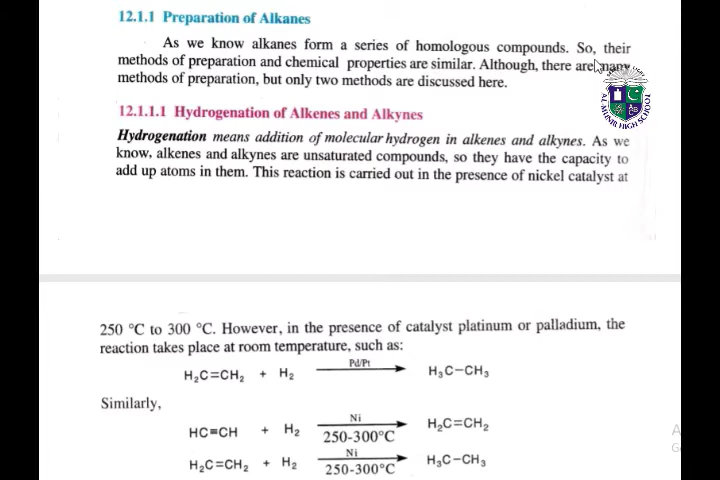 12.1.1 Preparation of Alkanes
As we know alkanes form a series of homologous compounds. So, their
methods of preparation and chemical properties are similar. Although, there are many
methods of preparation, but only two methods are discussed here.
12.1.1.1 Hydrogenation of Alkenes and Alkynes
Hydrogenation means addition of molecular hydrogen in alkenes and alkynes. As we
know, alkenes and alkynes are unsaturated compounds, so they have the capacity to
add up atoms in them. This reaction is carried out in the presence of nickel catalyst at
AL MUNIR HIGH SCHOOL
250 °C to 300 °C. However, in the presence of catalyst platinum or palladium, the
reaction takes place at room temperature, such as:
H₂C=CH₂ + H₂ Pd/Pt H₃C−CH₃
Similarly,
HC≡CH + H₂ Ni 250-300°C H₂C=CH₂
H₂C=CH₂ + H₂ Ni 250-300°C H₃C−CH₃